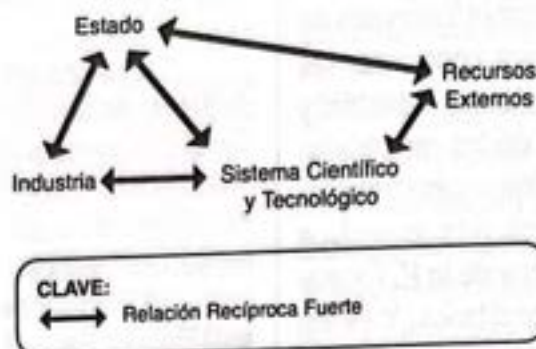 Estado
Recursos
Externos
Industria
Sistema Científico
y Tecnológico
CLAVE:
Relación Recíproca Fuerte